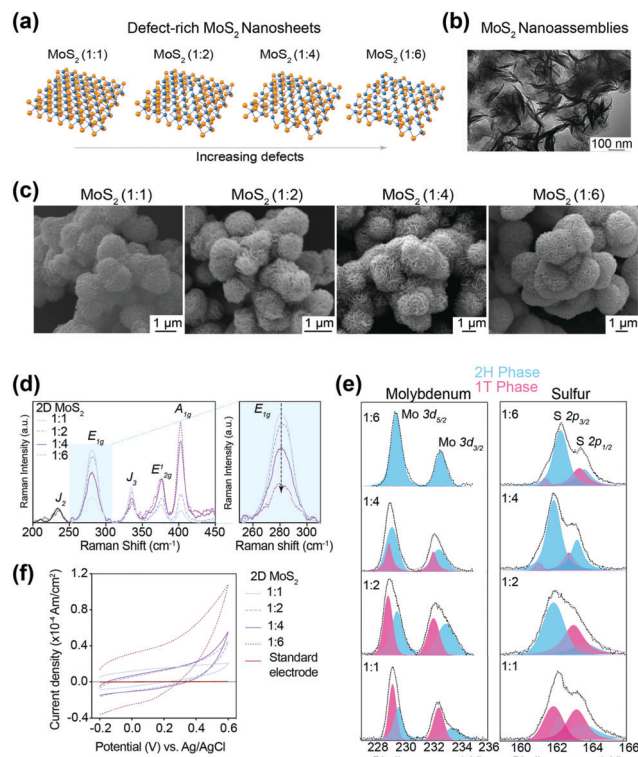 (a)
Defect-rich MoS2 Nanosheets
MoS2 (1:1)
MoS2 (1:2)
MoS2 (1:4)
MoS2 (1:6)
Increasing defects
(b)
MoS2 Nanoassemblies
100 nm
(c)
MoS2 (1:1)
MoS2 (1:2)
MoS2 (1:4)
MoS2 (1:6)
1 µm
1 µm
1 µm
1 µm
(d)
2D MoS2
1:1
1:2
1:4
1:6
J2
E1g
J3
E12g
A1g
Raman Intensity (a.u.)
200 250 300 350 400 450
Raman Shift (cm-1)
E1g
Raman Intensity (a.u.)
260 280 300
Raman shift (cm-1)
(e)
2H Phase
1T Phase
Molybdenum
Sulfur
1:6
Mo 3d5/2
Mo 3d3/2
1:4
1:2
1:1
228 230 232 234 236
1:6
S 2p3/2
S 2p1/2
1:4
1:2
1:1
160 162 164 166
(f)
Current density (x10-4 Am/cm2)
1.2
0.8
0.4
0.0
-0.4
-0.2 0.0 0.2 0.4 0.6
Potential (V) vs. Ag/AgCl
2D MoS2
1:1
1:2
1:4
1:6
Standard
electrode